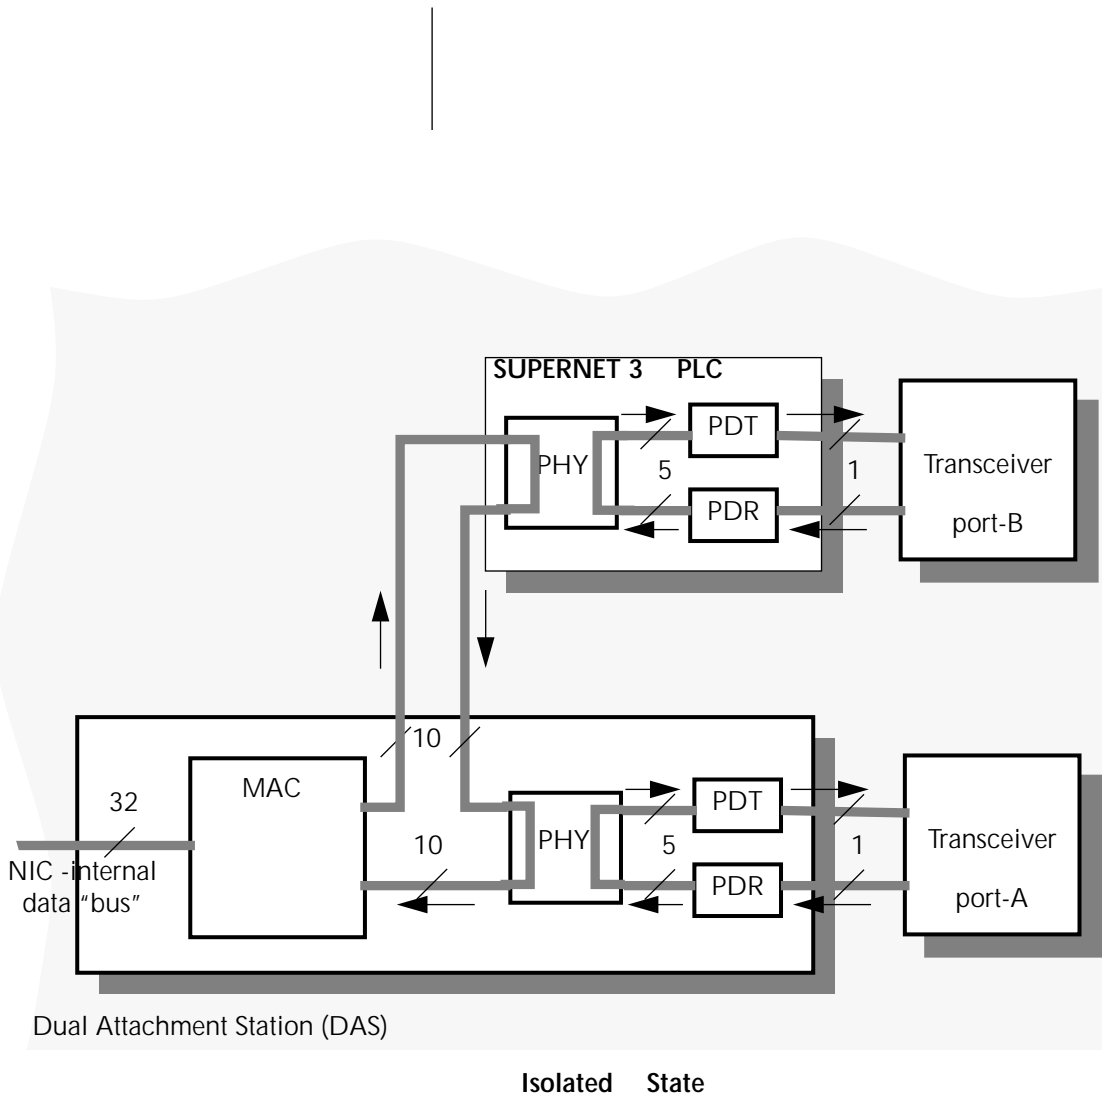 SUPERNET 3 PLC
PHY
PDT
5
PDR
1
Transceiver
port-B
10
MAC
32
NIC -internal
data "bus"
10
PHY
PDT
5
PDR
1
Transceiver
port-A
Dual Attachment Station (DAS)
Isolated State